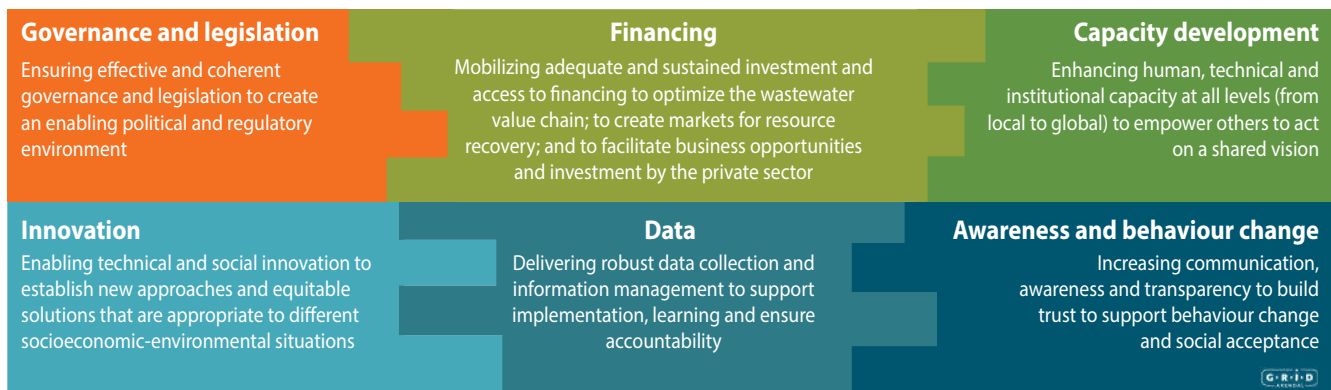 Governance and legislation
Ensuring effective and coherent
governance and legislation to create
an enabling political and regulatory
environment
Financing
Mobilizing adequate and sustained investment and
access to financing to optimize the wastewater
value chain; to create markets for resource
recovery; and to facilitate business opportunities
and investment by the private sector
Capacity development
Enhancing human, technical and
institutional capacity at all levels (from
local to global) to empower others to act
on a shared vision
Innovation
Enabling technical and social innovation to
establish new approaches and equitable
solutions that are appropriate to different
socioeconomic-environmental situations
Data
Delivering robust data collection and
information management to support
implementation, learning and ensure
accountability
Awareness and behaviour change
Increasing communication,
awareness and transparency to build
trust to support behaviour change
and social acceptance
G·R·I·D
ARENDAL